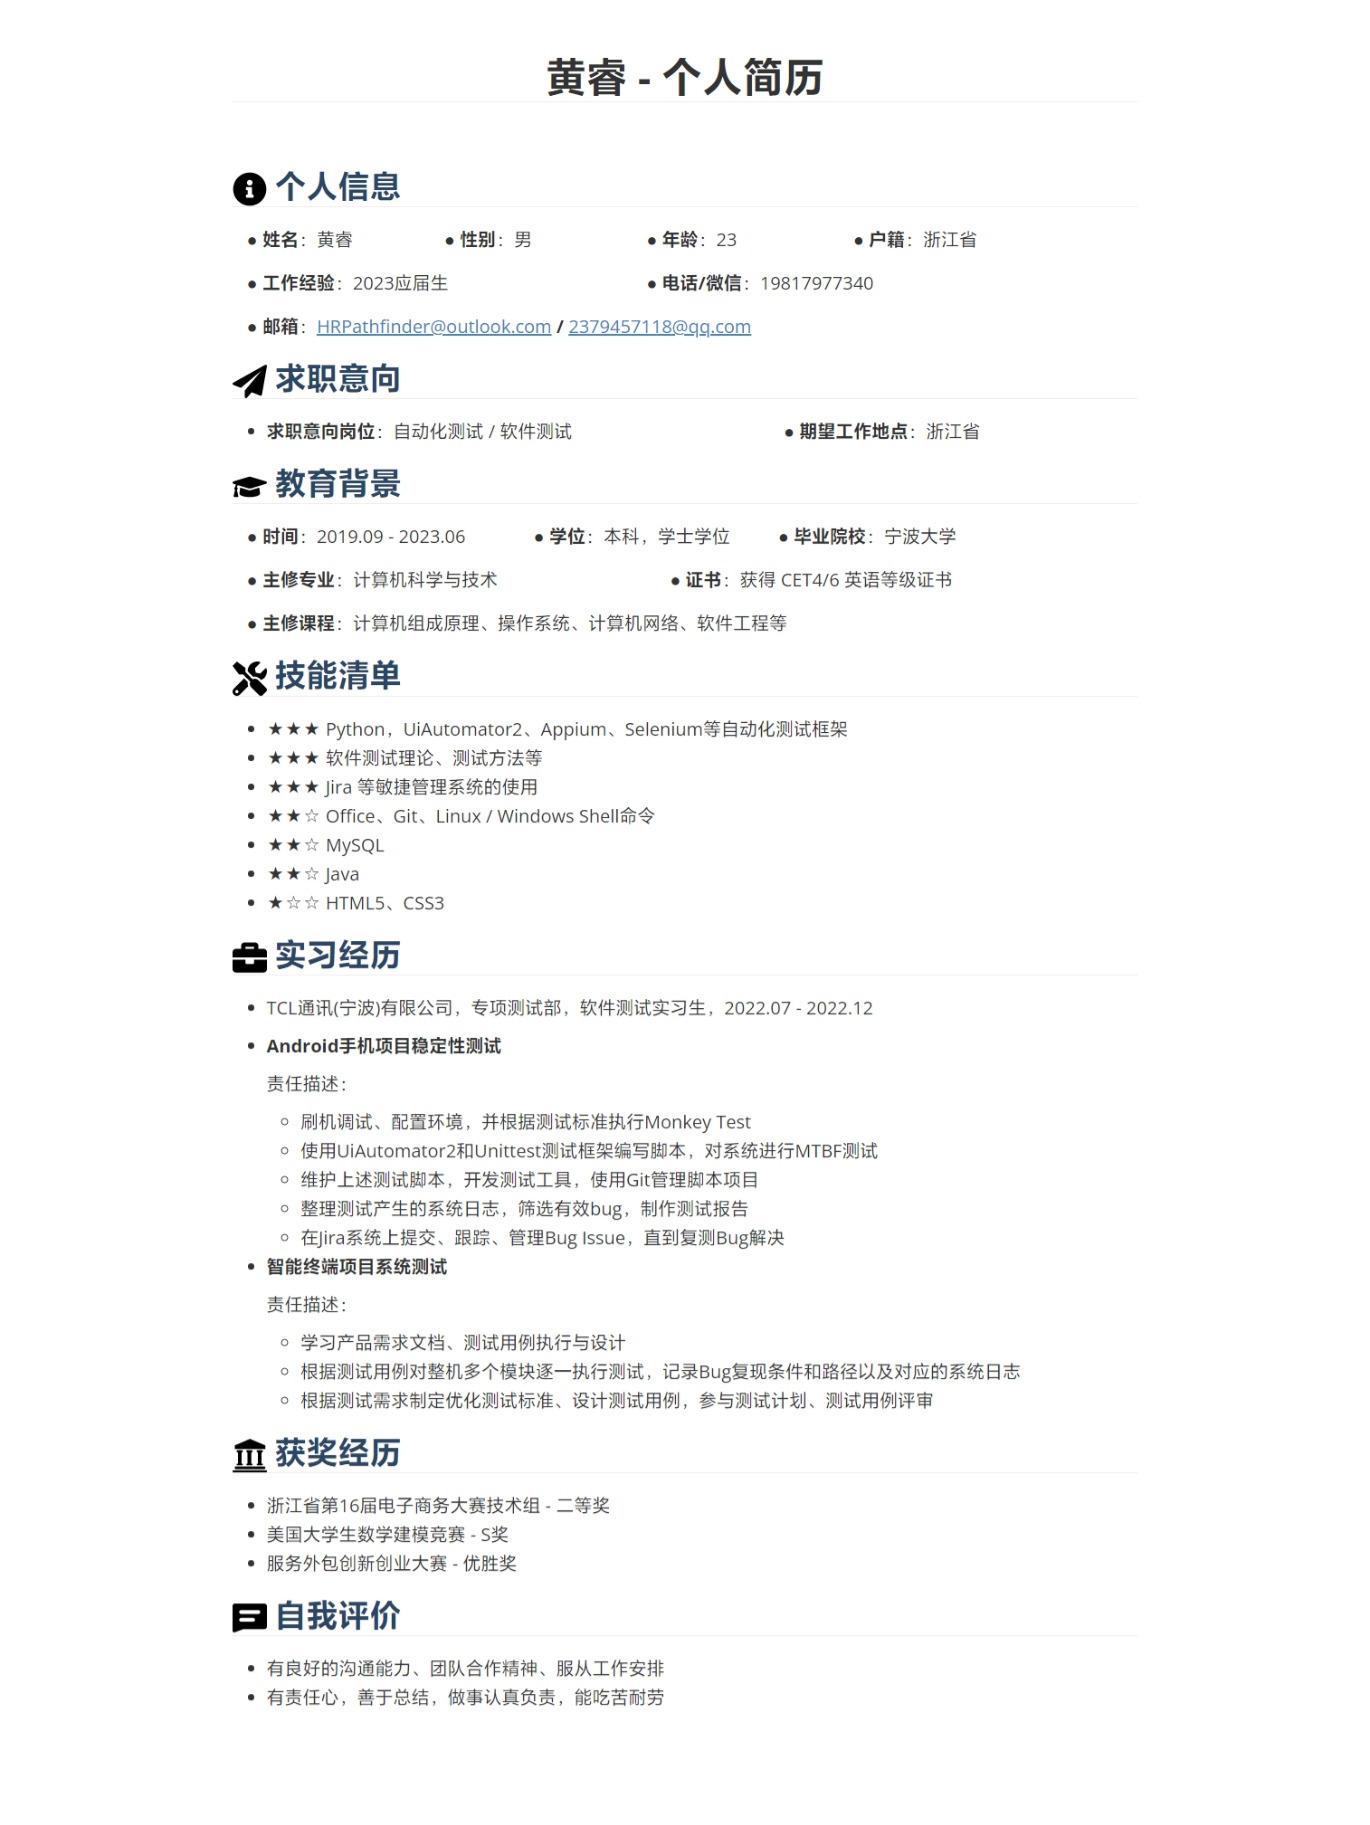 黄睿 - 个人简历
个人信息
● 姓名：黄睿 ● 性别：男 ● 年龄：23 ● 户籍：浙江省
● 工作经验：2023应届生 ● 电话/微信：19817977340
● 邮箱：HRPathfinder@outlook.com / 2379457118@qq.com
求职意向
• 求职意向岗位：自动化测试 / 软件测试 ● 期望工作地点：浙江省
教育背景
● 时间：2019.09 - 2023.06 ● 学位：本科，学士学位 ● 毕业院校：宁波大学
● 主修专业：计算机科学与技术 ● 证书：获得 CET4/6 英语等级证书
● 主修课程：计算机组成原理、操作系统、计算机网络、软件工程等
技能清单
• ★★★ Python，UiAutomator2、Appium、Selenium等自动化测试框架
• ★★★ 软件测试理论、测试方法等
• ★★★ Jira 等敏捷管理系统的使用
• ★★☆ Office、Git、Linux / Windows Shell命令
• ★★☆ MySQL
• ★★☆ Java
• ★☆☆ HTML5、CSS3
实习经历
• TCL通讯(宁波)有限公司，专项测试部，软件测试实习生，2022.07 - 2022.12
• Android手机项目稳定性测试
责任描述：
○ 刷机调试、配置环境，并根据测试标准执行Monkey Test
○ 使用UiAutomator2和Unittest测试框架编写脚本，对系统进行MTBF测试
○ 维护上述测试脚本，开发测试工具，使用Git管理脚本项目
○ 整理测试产生的系统日志，筛选有效bug，制作测试报告
○ 在Jira系统上提交、跟踪、管理Bug Issue，直到复测Bug解决
• 智能终端项目系统测试
责任描述：
○ 学习产品需求文档、测试用例执行与设计
○ 根据测试用例对整机多个模块逐一执行测试，记录Bug复现条件和路径以及对应的系统日志
○ 根据测试需求制定优化测试标准、设计测试用例，参与测试计划、测试用例评审
获奖经历
• 浙江省第16届电子商务大赛技术组 - 二等奖
• 美国大学生数学建模竞赛 - S奖
• 服务外包创新创业大赛 - 优胜奖
自我评价
• 有良好的沟通能力、团队合作精神、服从工作安排
• 有责任心，善于总结，做事认真负责，能吃苦耐劳